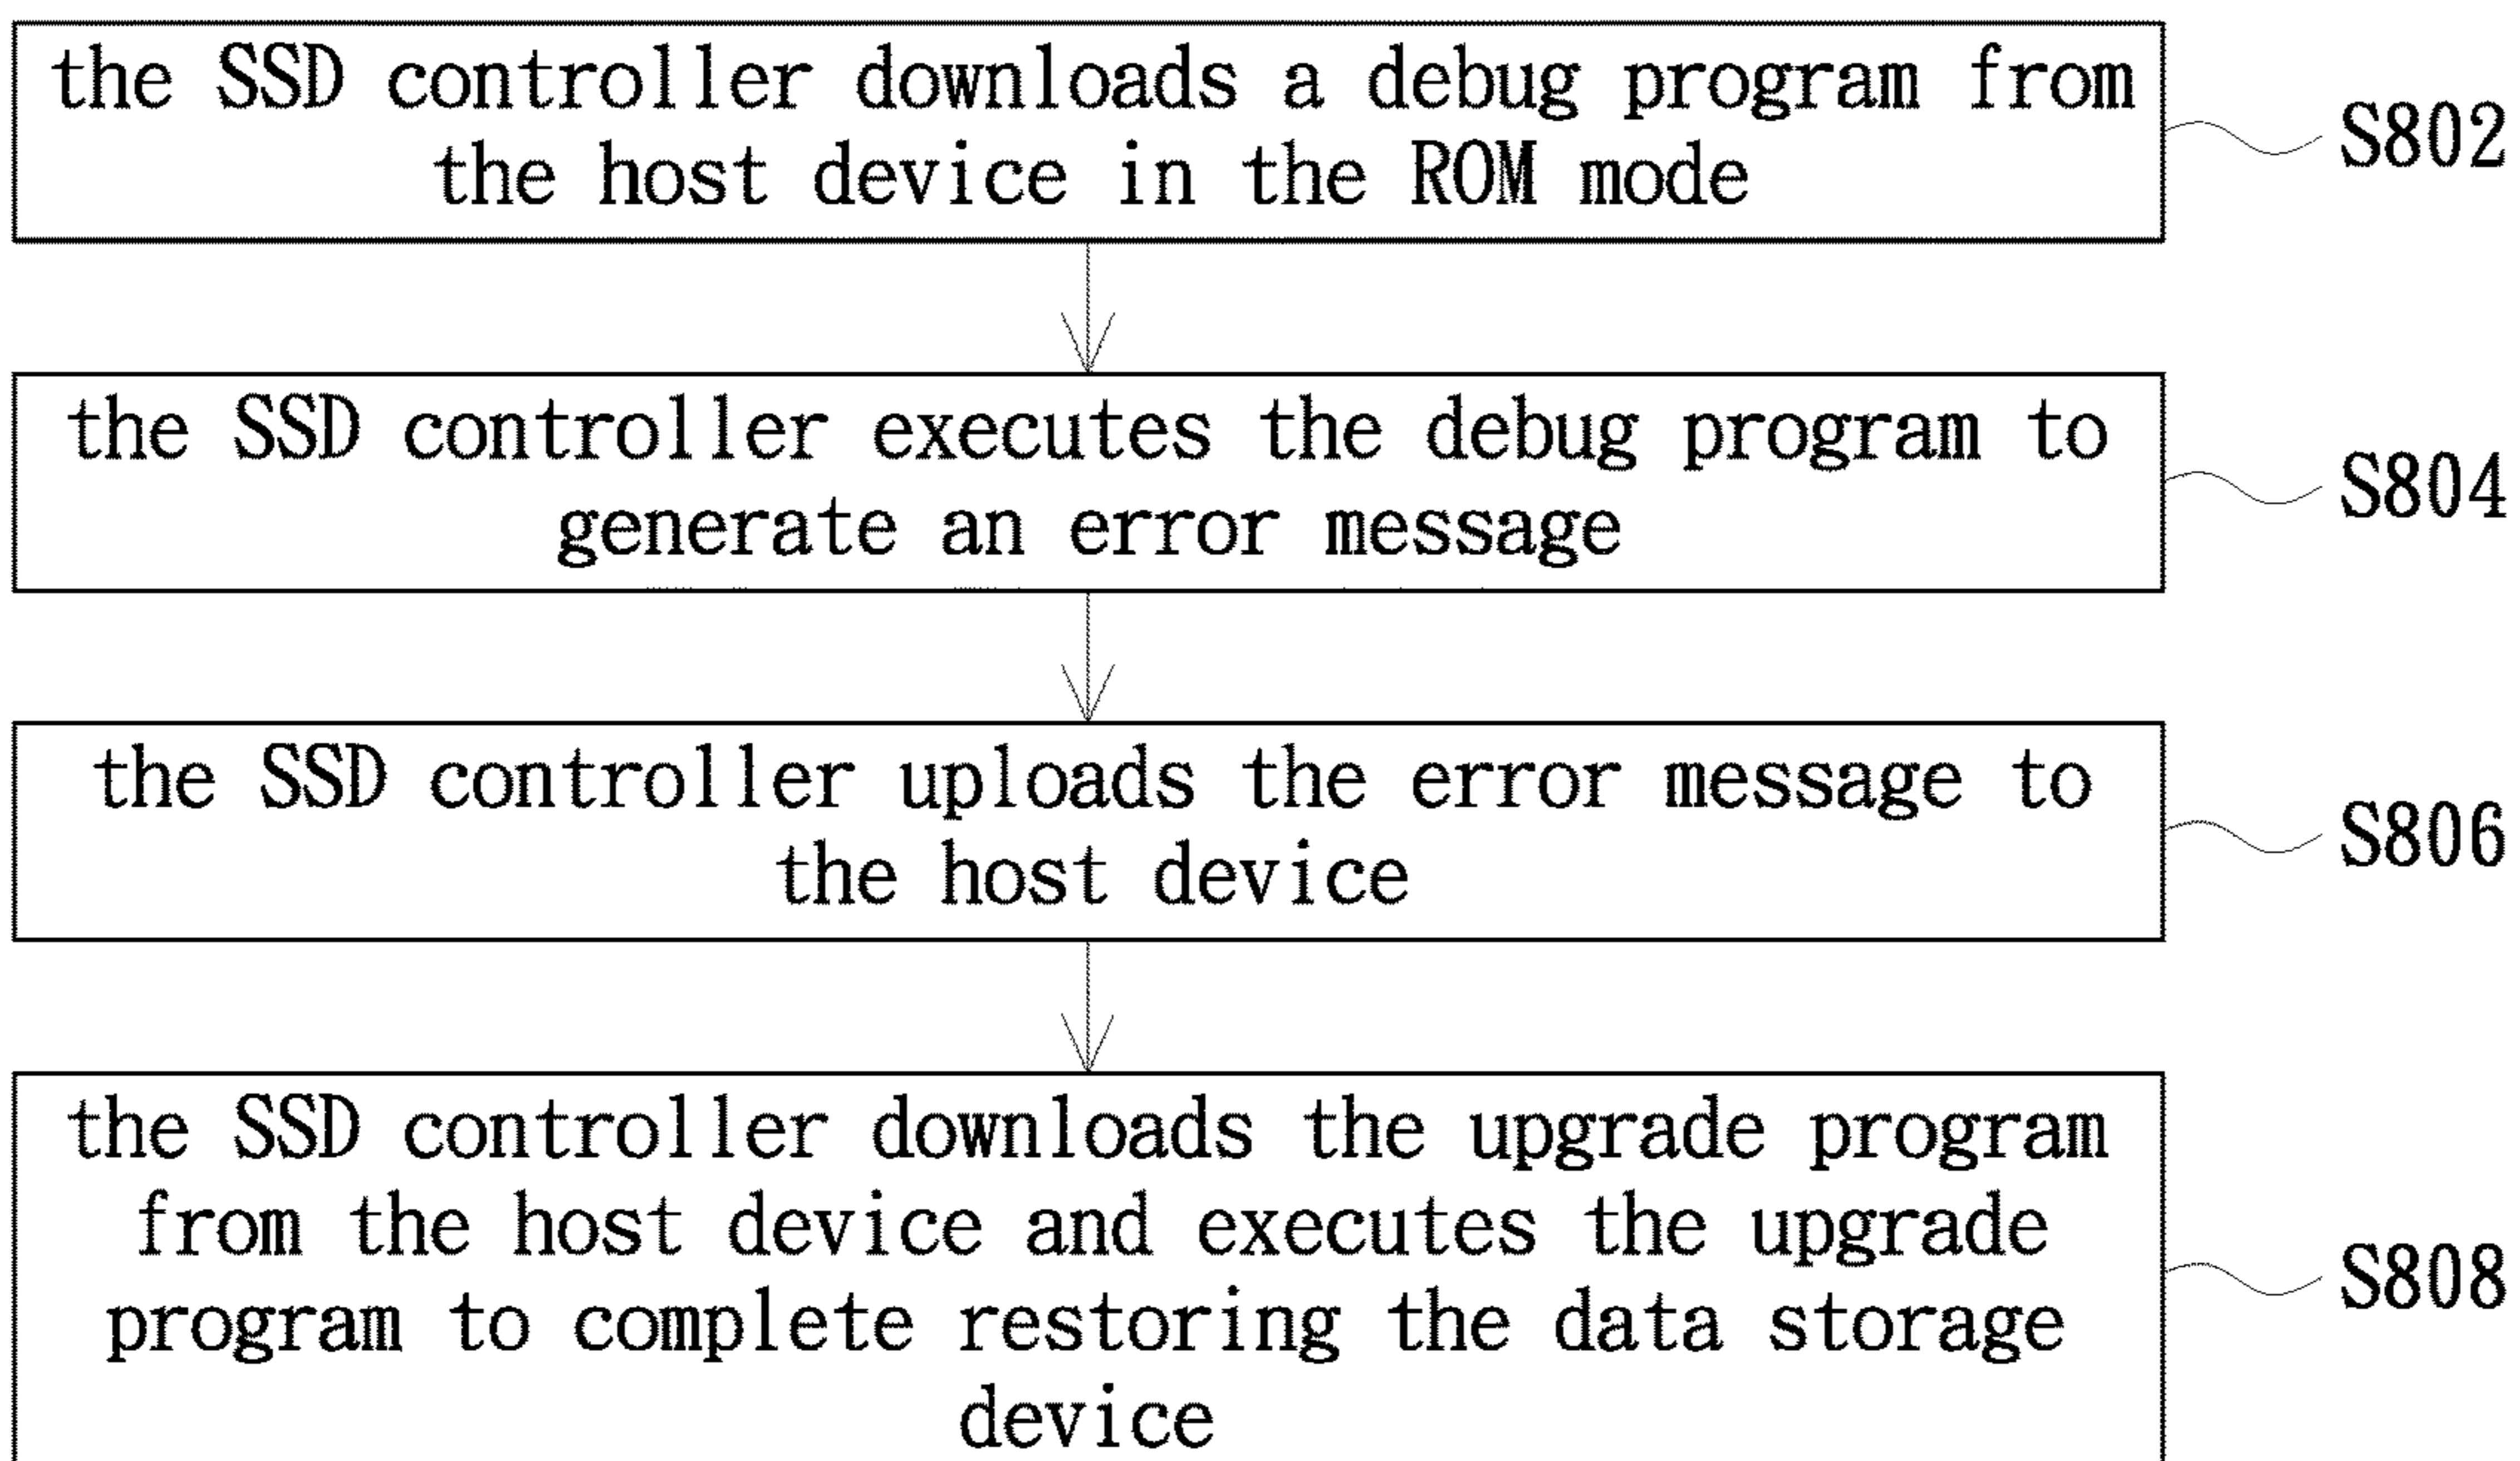 the SSD controller downloads a debug program from
the host device in the ROM mode
S802
the SSD controller executes the debug program to
generate an error message
S804
the SSD controller uploads the error message to
the host device
S806
the SSD controller downloads the upgrade program
from the host device and executes the upgrade
program to complete restoring the data storage
device
S808